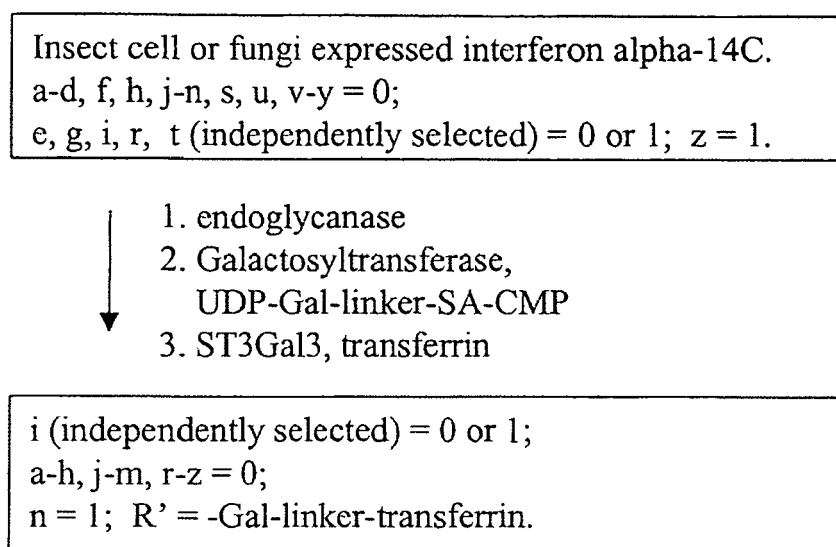 Insect cell or fungi expressed interferon alpha-14C.
a-d, f, h, j-n, s, u, v-y = 0;
e, g, i, r, t (independently selected) = 0 or 1; z = 1.
1. endoglycanase
2. Galactosyltransferase,
UDP-Gal-linker-SA-CMP
3. ST3Gal3, transferrin
i (independently selected) = 0 or 1;
a-h, j-m, r-z = 0;
n = 1; R' = -Gal-linker-transferrin.